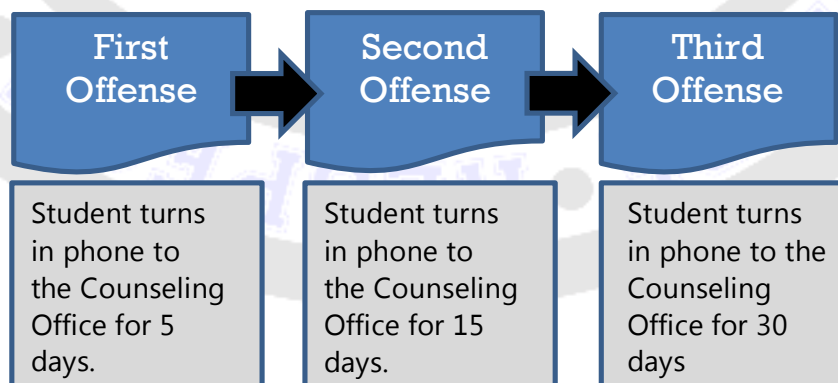 First
Offense
Second
Offense
Third
Offense
Student turns
in phone to
the Counseling
Office for 5
days.
Student turns
in phone to
the Counseling
Office for 15
days.
Student turns
in phone to the
Counseling
Office for 30
days